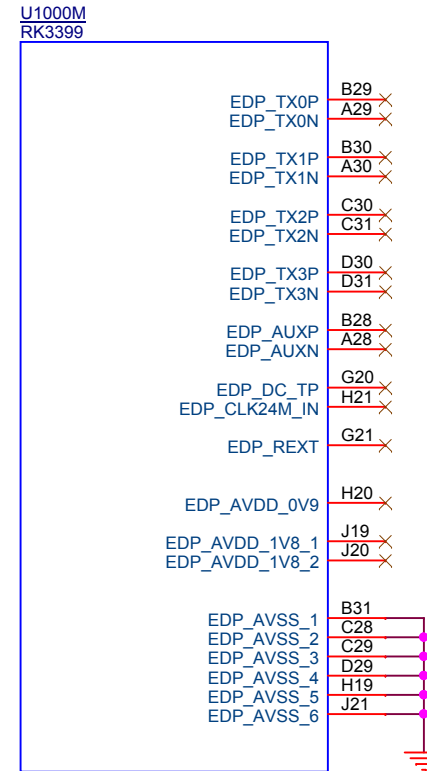 U1000M
RK3399
EDP_TX0P B29
EDP_TX0N A29
EDP_TX1P B30
EDP_TX1N A30
EDP_TX2P C30
EDP_TX2N C31
EDP_TX3P D30
EDP_TX3N D31
EDP_AUXP B28
EDP_AUXN A28
EDP_DC_TP G20
EDP_CLK24M_IN H21
EDP_REXT G21
EDP_AVDD_0V9 H20
EDP_AVDD_1V8_1 J19
EDP_AVDD_1V8_2 J20
EDP_AVSS_1 B31
EDP_AVSS_2 C28
EDP_AVSS_3 C29
EDP_AVSS_4 D29
EDP_AVSS_5 H19
EDP_AVSS_6 J21